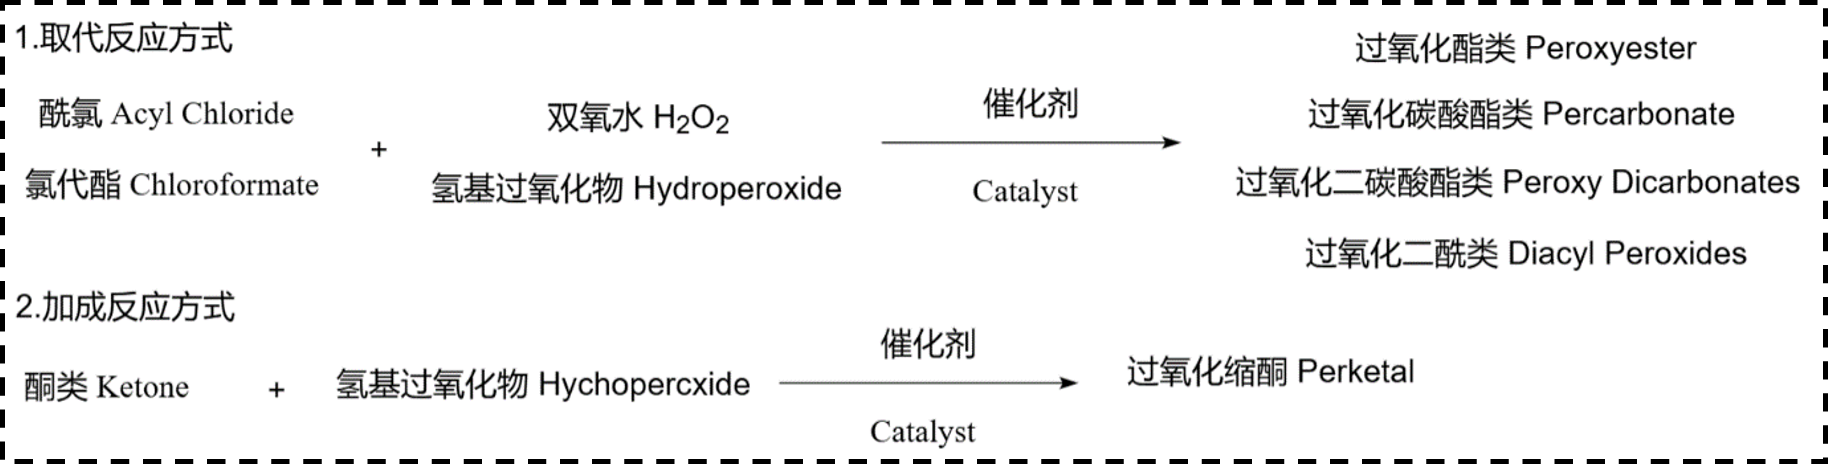 1.取代反应方式
过氧化酯类 Peroxyester
酰氯 Acyl Chloride
双氧水 H₂O₂
催化剂
过氧化碳酸酯类 Percarbonate
+
氯代酯 Chloroformate
氢基过氧化物 Hydroperoxide
Catalyst
过氧化二碳酸酯类 Peroxy Dicarbonates
过氧化二酰类 Diacyl Peroxides
2.加成反应方式
催化剂
酮类 Ketone + 氢基过氧化物 Hychopercxide
过氧化缩酮 Perketal
Catalyst